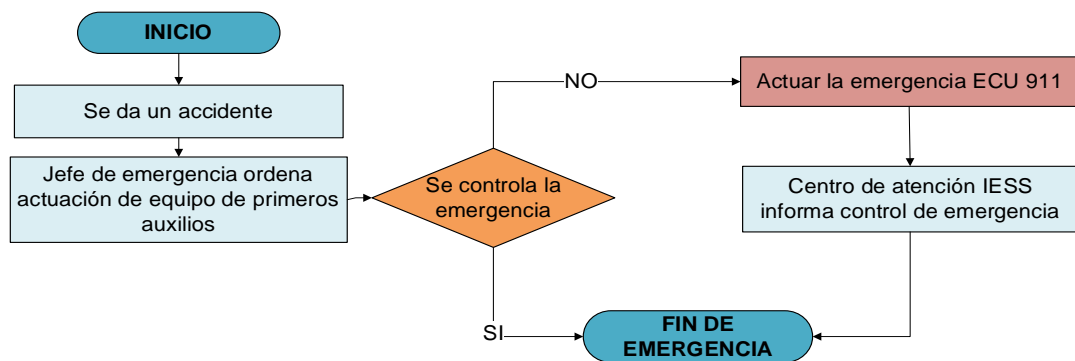 INICIO
Se da un accidente
Jefe de emergencia ordena
actuación de equipo de primeros
auxilios
Se controla la
emergencia
NO
Actuar la emergencia ECU 911
Centro de atención IESS
informa control de emergencia
SI
FIN DE
EMERGENCIA